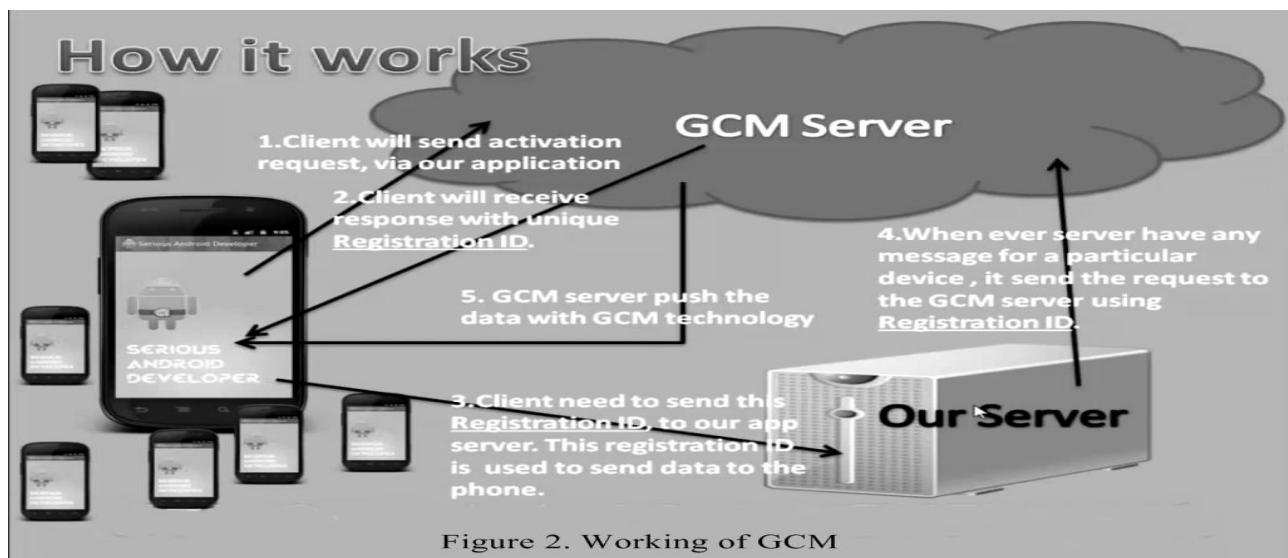 How it works
GCM Server
1.Client will send activation
request, via our application
2.Client will receive
response with unique
Registration ID.
4.When ever server have any
message for a particular
device , it send the request to
the GCM server using
Registration ID.
5. GCM server push the
data with GCM technology
Serious Android Developer
9:05
SERIOUS
ANDROID
DEVELOPER
3.Client need to send this
Registration ID, to our app
server. This registration ID
is used to send data to the
phone.
Our Server
Figure 2. Working of GCM